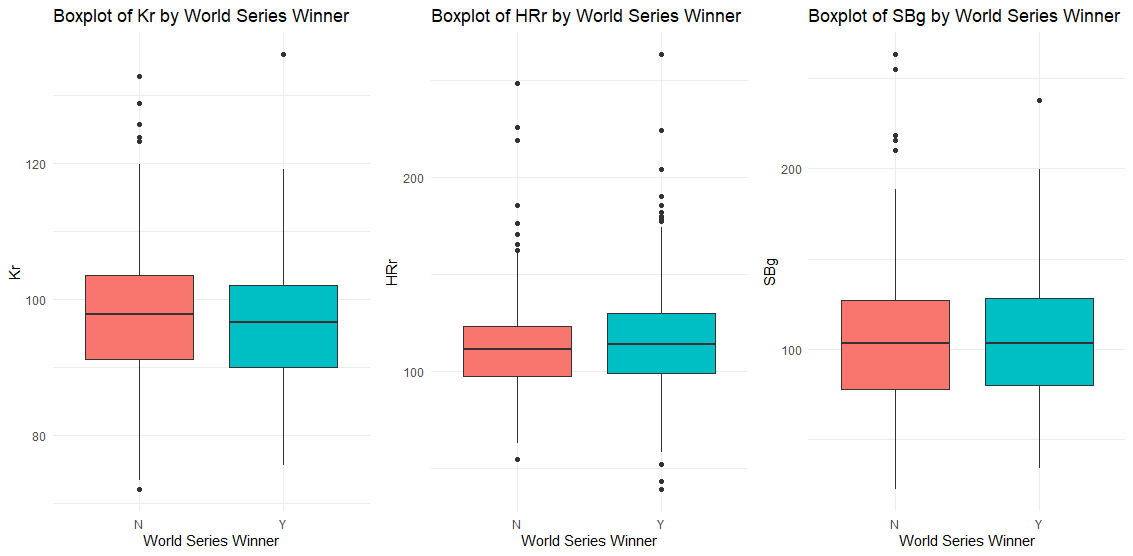 Boxplot of Kr by World Series Winner
Kr
120
100
80
N Y
World Series Winner
Boxplot of HRr by World Series Winner
HRr
200
100
N Y
World Series Winner
Boxplot of SBg by World Series Winner
SBg
200
100
N Y
World Series Winner